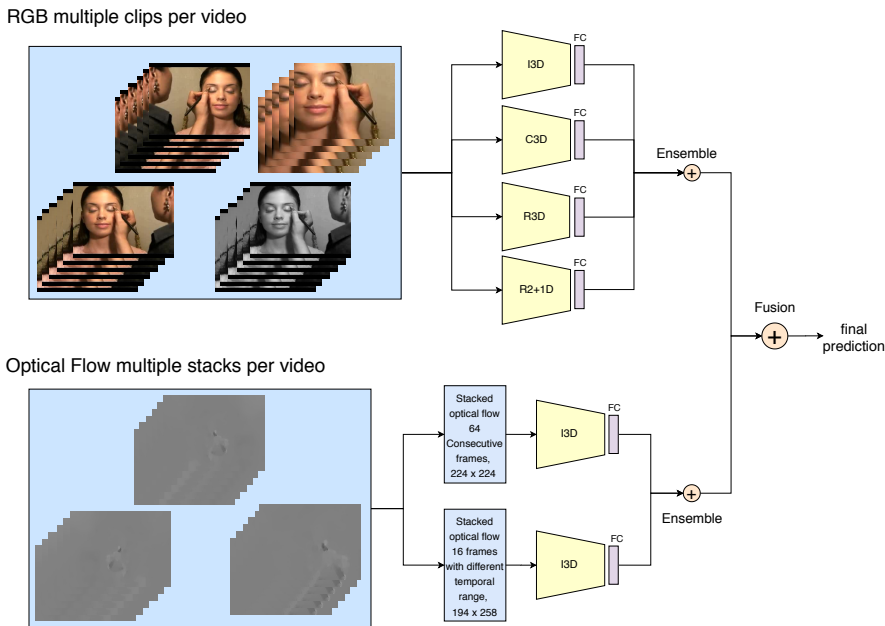 RGB multiple clips per video
FC
I3D
FC
C3D
Ensemble
FC
R3D
FC
R2+1D
Fusion
final
prediction
Optical Flow multiple stacks per video
Stacked
optical flow
64
Consecutive
frames,
224 x 224
FC
I3D
Ensemble
Stacked
optical flow
16 frames
with different
temporal
range,
194 x 258
FC
I3D